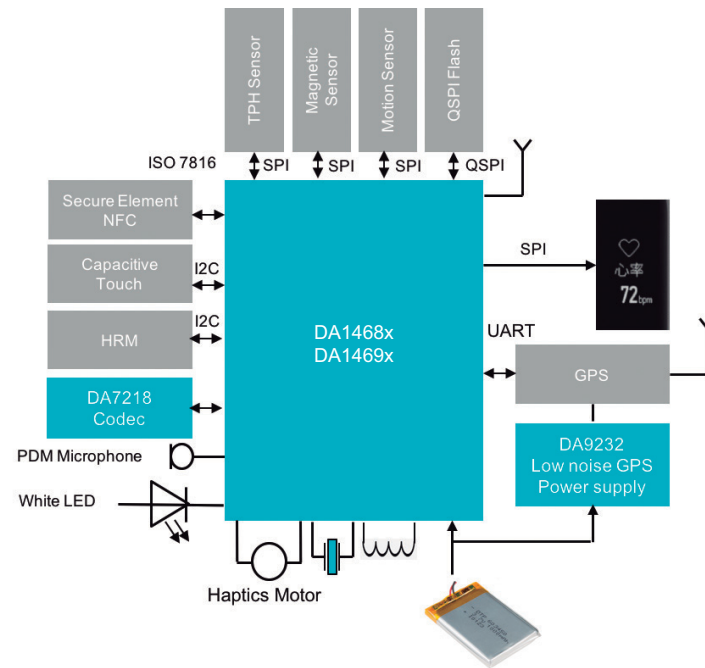 TPH Sensor
Magnetic
Sensor
Motion Sensor
QSPI Flash
ISO 7816
SPI
SPI
SPI
QSPI
Secure Element
NFC
Capacitive
Touch
I2C
HRM
I2C
DA7218
Codec
PDM Microphone
White LED
Haptics Motor
DA1468x
DA1469x
SPI
心率
72bpm
UART
GPS
DA9232
Low noise GPS
Power supply